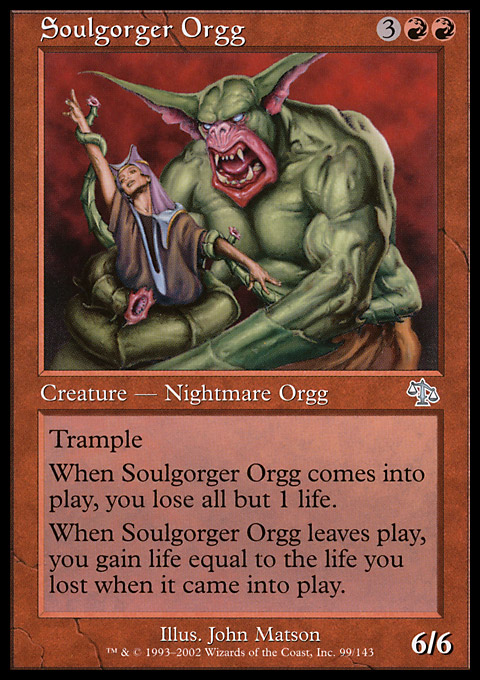 Soulgorger Orgg 3
Creature — Nightmare Orgg
Trample
When Soulgorger Orgg comes into
play, you lose all but 1 life.
When Soulgorger Orgg leaves play,
you gain life equal to the life you
lost when it came into play.
Illus. John Matson
™ & © 1993–2002 Wizards of the Coast, Inc. 99/143
6/6